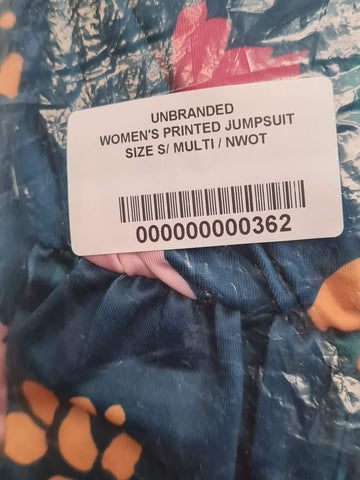 UNBRANDED
WOMEN'S PRINTED JUMPSUIT
SIZE S/ MULTI / NWOT
000000000362